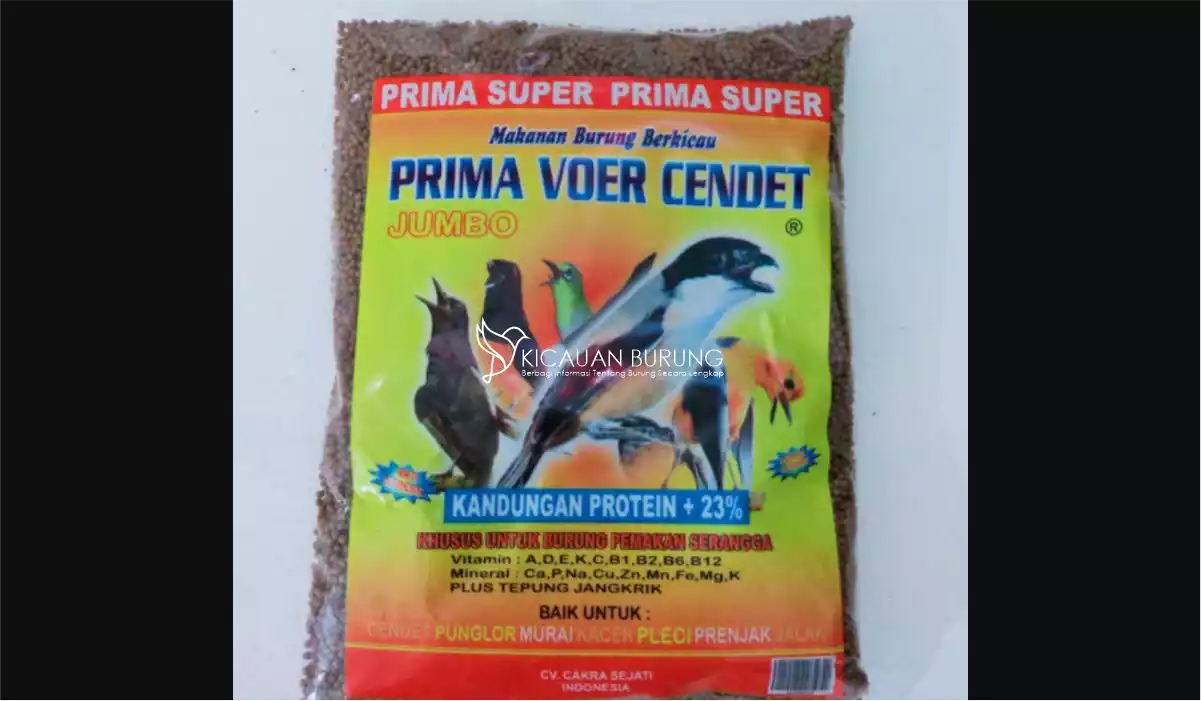 PRIMA SUPER PRIMA SUPER
Makanan Burung Berkicau
PRIMA VOER CENDET
JUMBO
®
KICAUAN BURUNG
Berbagi Informasi Tentang Burung Secara Lengkap
KANDUNGAN PROTEIN + 23%
KHUSUS UNTUK BURUNG PEMAKAN SERANGGA
Vitamin : A,D,E,K,C,B1,B2,B6,B12
Mineral : Ca,P,Na,Cu,Zn,Mn,Fe,Mg,K
PLUS TEPUNG JANGKRIK
BAIK UNTUK :
CENDET PUNGLOR MURAI KACER PLECI PRENJAK JALAK
CV. CAKRA SEJATI
INDONESIA